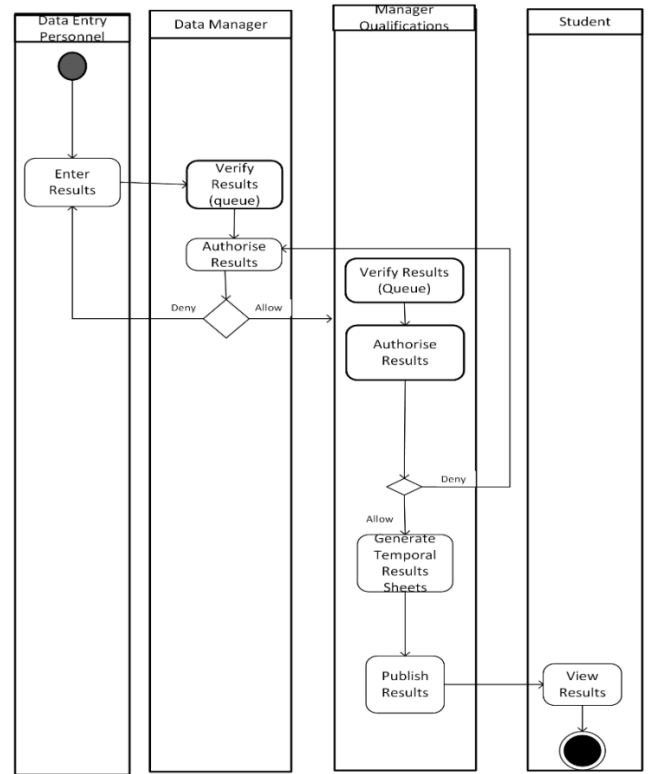 Data Entry
Personnel
Data Manager
Manager
Qualifications
Student
Enter
Results
Verify
Results
(queue)
Authorise
Results
Deny
Allow
Verify Results
(Queue)
Authorise
Results
Deny
Allow
Generate
Temporal
Results
Sheets
Publish
Results
View
Results